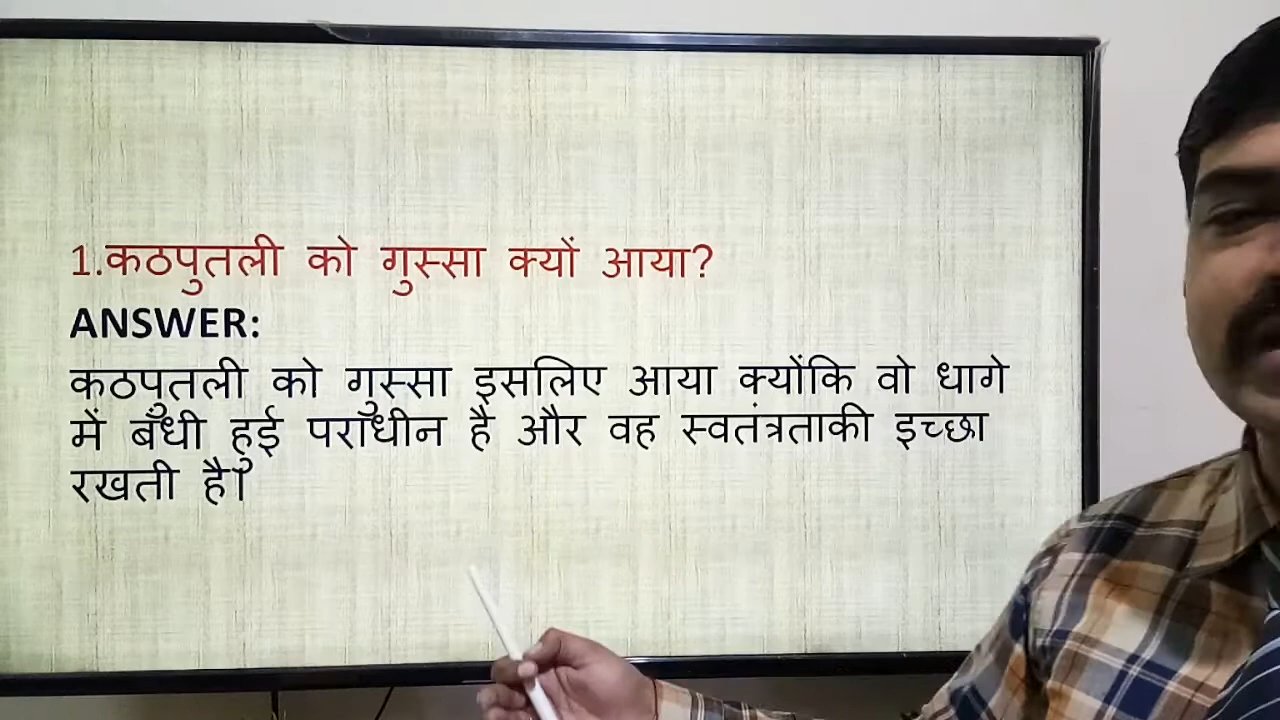 1.कठपुतली को गुस्सा क्यों आया?
ANSWER:
कठपुतली को गुस्सा इसलिए आया क्योंकि वो धागे
में बँधी हुई पराधीन है और वह स्वतंत्रताकी इच्छा
रखती है।